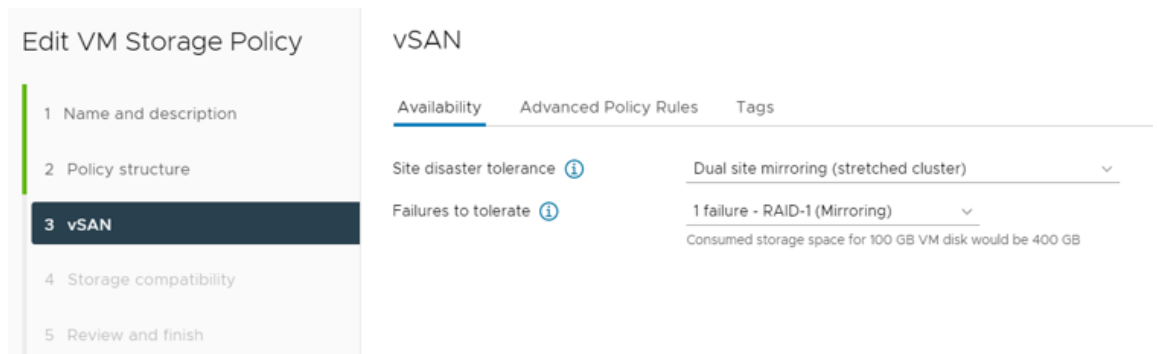 Edit VM Storage Policy
1 Name and description
2 Policy structure
3 vSAN
4 Storage compatibility
5 Review and finish
vSAN
Availability Advanced Policy Rules Tags
Site disaster tolerance Dual site mirroring (stretched cluster)
Failures to tolerate 1 failure - RAID-1 (Mirroring)
Consumed storage space for 100 GB VM disk would be 400 GB